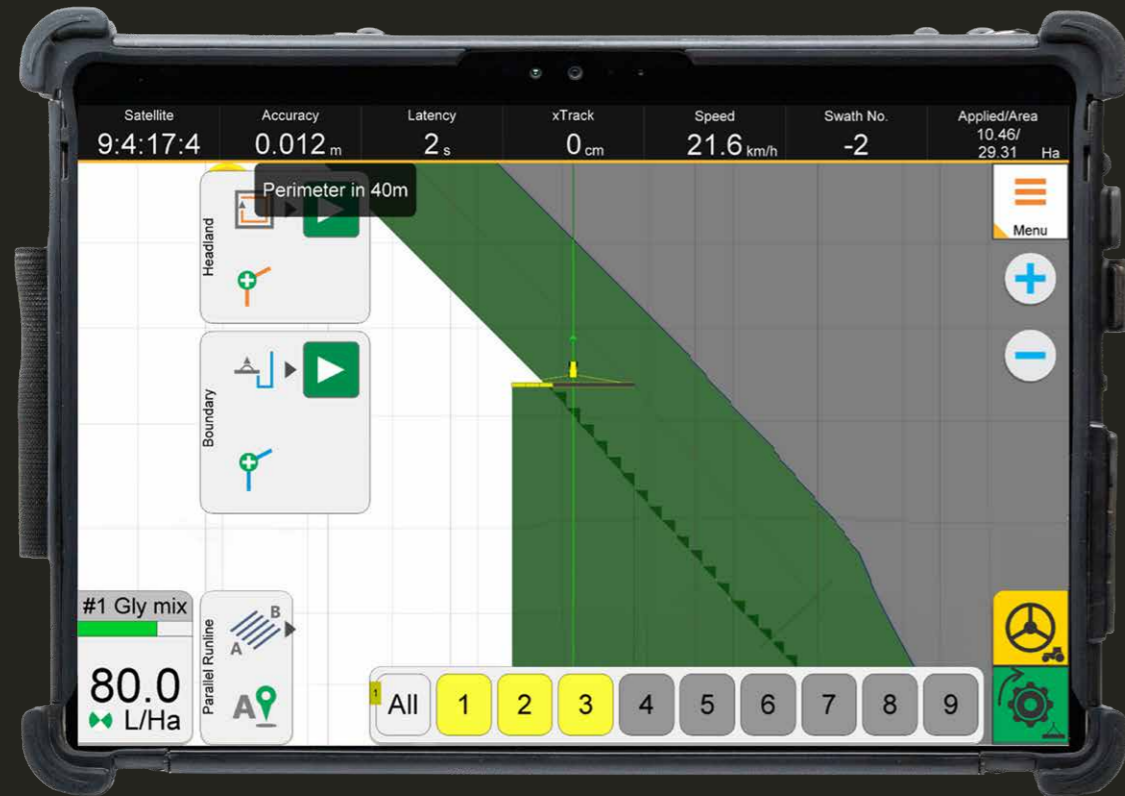 Satellite
9:4:17:4
Accuracy
0.012 m
Latency
2 s
xTrack
0 cm
Speed
21.6 km/h
Swath No.
-2
Applied/Area
10.46/
29.31 Ha
Perimeter in 40m
Headland
Menu
Boundary
#1 Gly mix
80.0
L/Ha
Parallel Runline
B
A
A
1
All 1 2 3 4 5 6 7 8 9